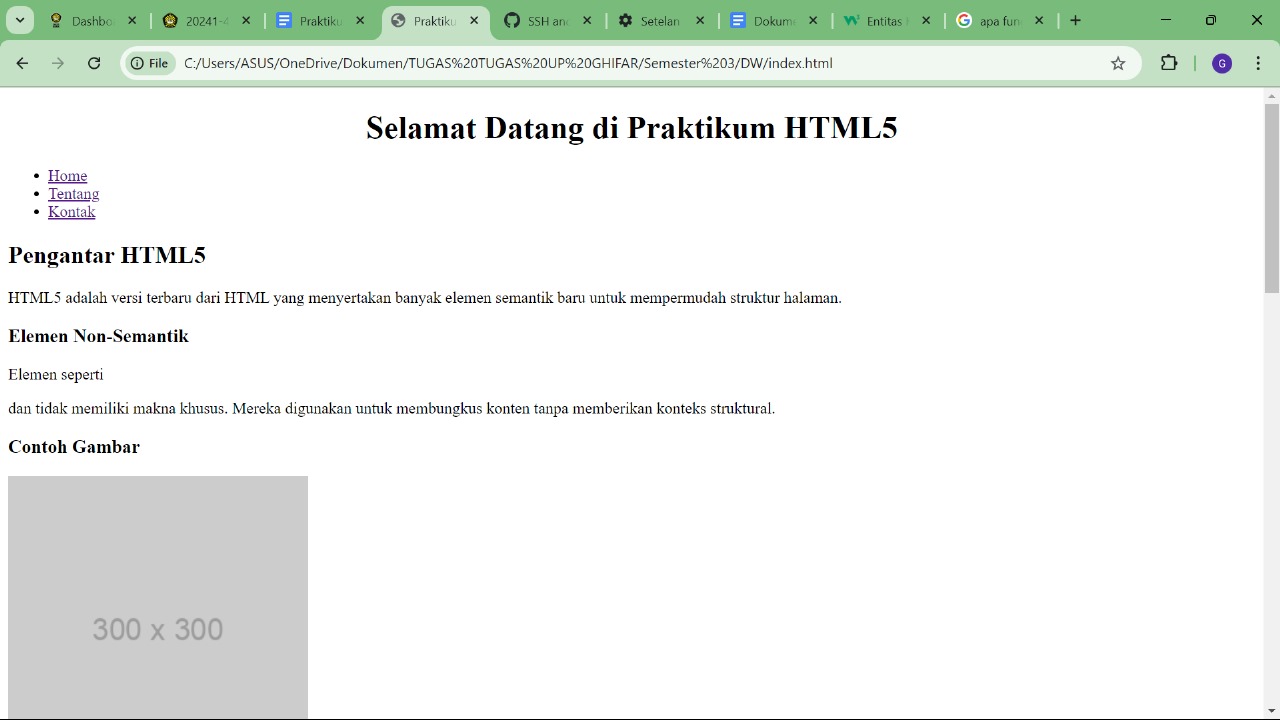 Dashbo
20241-4
Praktiku
Praktiku
SSH and
Setelan
Dokume
Entitas
apa fun
File
C:/Users/ASUS/OneDrive/Dokumen/TUGAS%20TUGAS%20UP%20GHIFAR/Semester%203/DW/index.html
G
Selamat Datang di Praktikum HTML5
Home
Tentang
Kontak
Pengantar HTML5
HTML5 adalah versi terbaru dari HTML yang menyertakan banyak elemen semantik baru untuk mempermudah struktur halaman.
Elemen Non-Semantik
Elemen seperti
dan tidak memiliki makna khusus. Mereka digunakan untuk membungkus konten tanpa memberikan konteks struktural.
Contoh Gambar
300 x 300